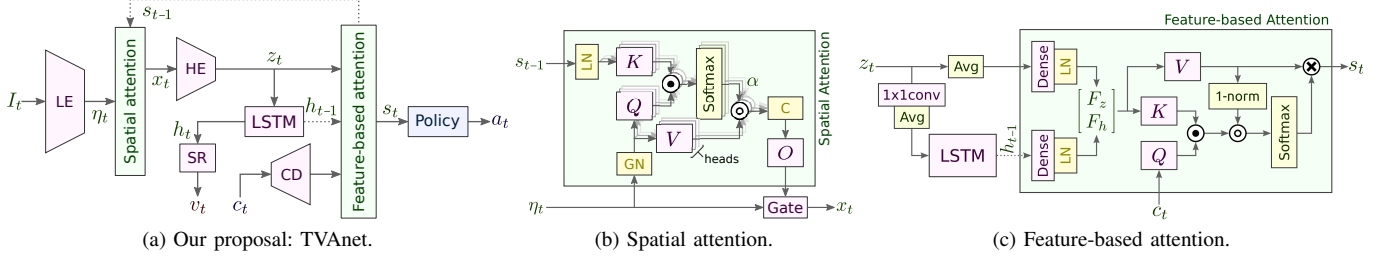 s_{t-1}
I_t
LE
η_t
Spatial attention
x_t
HE
z_t
LSTM
h_{t-1}
h_t
SR
v_t
c_t
CD
Feature-based attention
s_t
Policy
a_t
(a) Our proposal: TVAnet.
s_{t-1}
LN
K
Q
V
heads
GN
Softmax
α
C
O
Spatial Attention
η_t
Gate
x_t
(b) Spatial attention.
Feature-based Attention
z_t
Avg
1x1conv
Avg
LSTM
h_{t-1}
Dense
LN
Dense
LN
F_z
F_h
V
K
Q
1-norm
Softmax
c_t
s_t
(c) Feature-based attention.